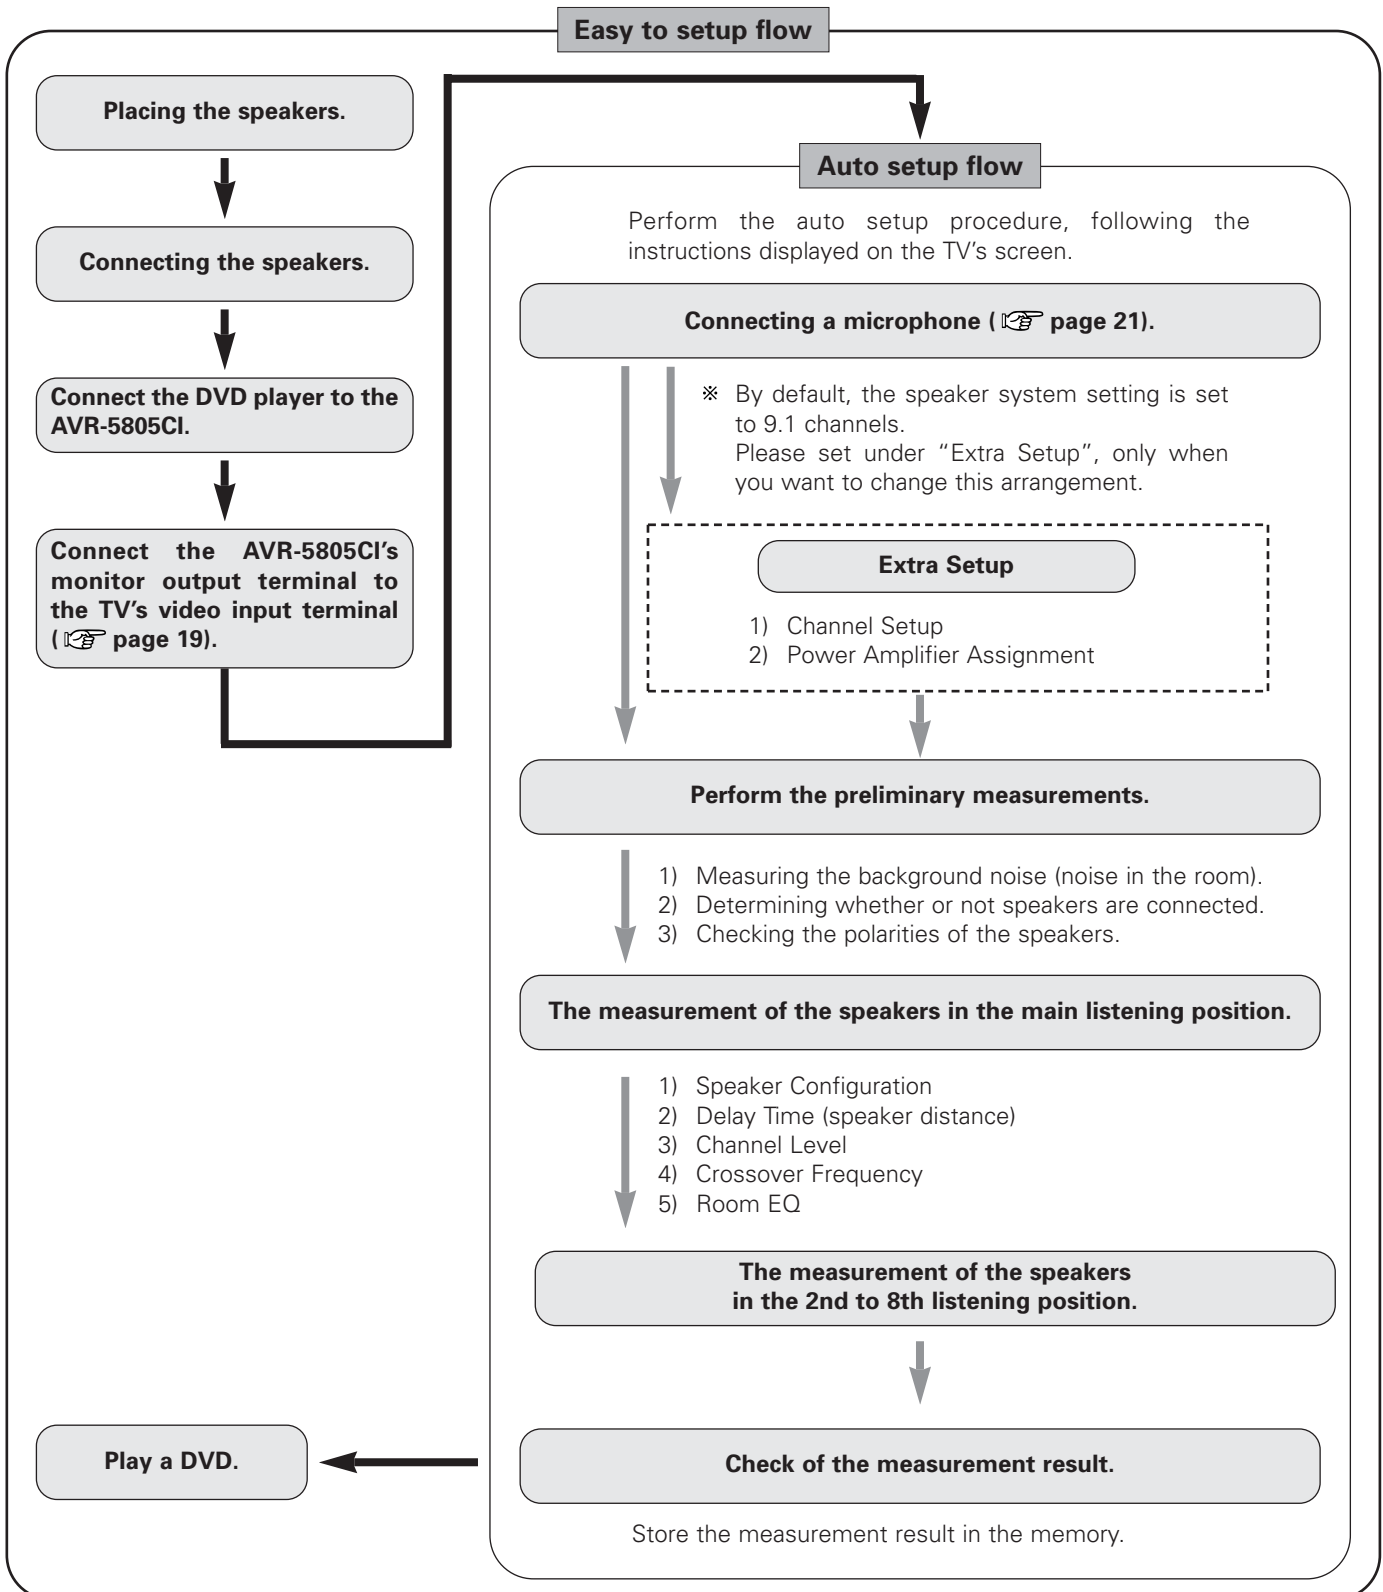 Easy to setup flow
Placing the speakers.
Connecting the speakers.
Connect the DVD player to the
AVR-5805CI.
Connect the AVR-5805CI's
monitor output terminal to
the TV's video input terminal
( ☞ page 19).
Auto setup flow
Perform the auto setup procedure, following the
instructions displayed on the TV's screen.
Connecting a microphone ( ☞ page 21).
※ By default, the speaker system setting is set
to 9.1 channels.
Please set under “Extra Setup”, only when
you want to change this arrangement.
Extra Setup
1) Channel Setup
2) Power Amplifier Assignment
Perform the preliminary measurements.
1) Measuring the background noise (noise in the room).
2) Determining whether or not speakers are connected.
3) Checking the polarities of the speakers.
The measurement of the speakers in the main listening position.
1) Speaker Configuration
2) Delay Time (speaker distance)
3) Channel Level
4) Crossover Frequency
5) Room EQ
The measurement of the speakers
in the 2nd to 8th listening position.
Check of the measurement result.
Store the measurement result in the memory.
Play a DVD.